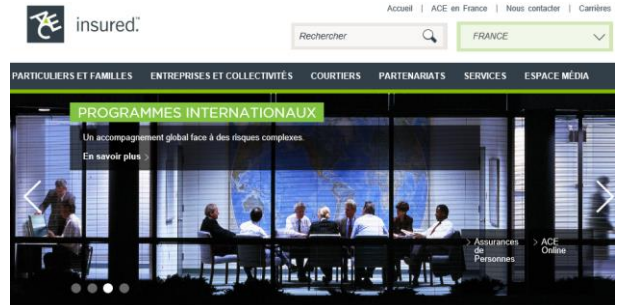 Accueil | ACE en France | Nous contacter | Carrières
ACE insured.™
Rechercher
FRANCE
PARTICULIERS ET FAMILLES ENTREPRISES ET COLLECTIVITÉS COURTIERS PARTENARIATS SERVICES ESPACE MÉDIA
PROGRAMMES INTERNATIONAUX
Un accompagnement global face à des risques complexes.
En savoir plus >
> Assurances de Personnes
> ACE Online